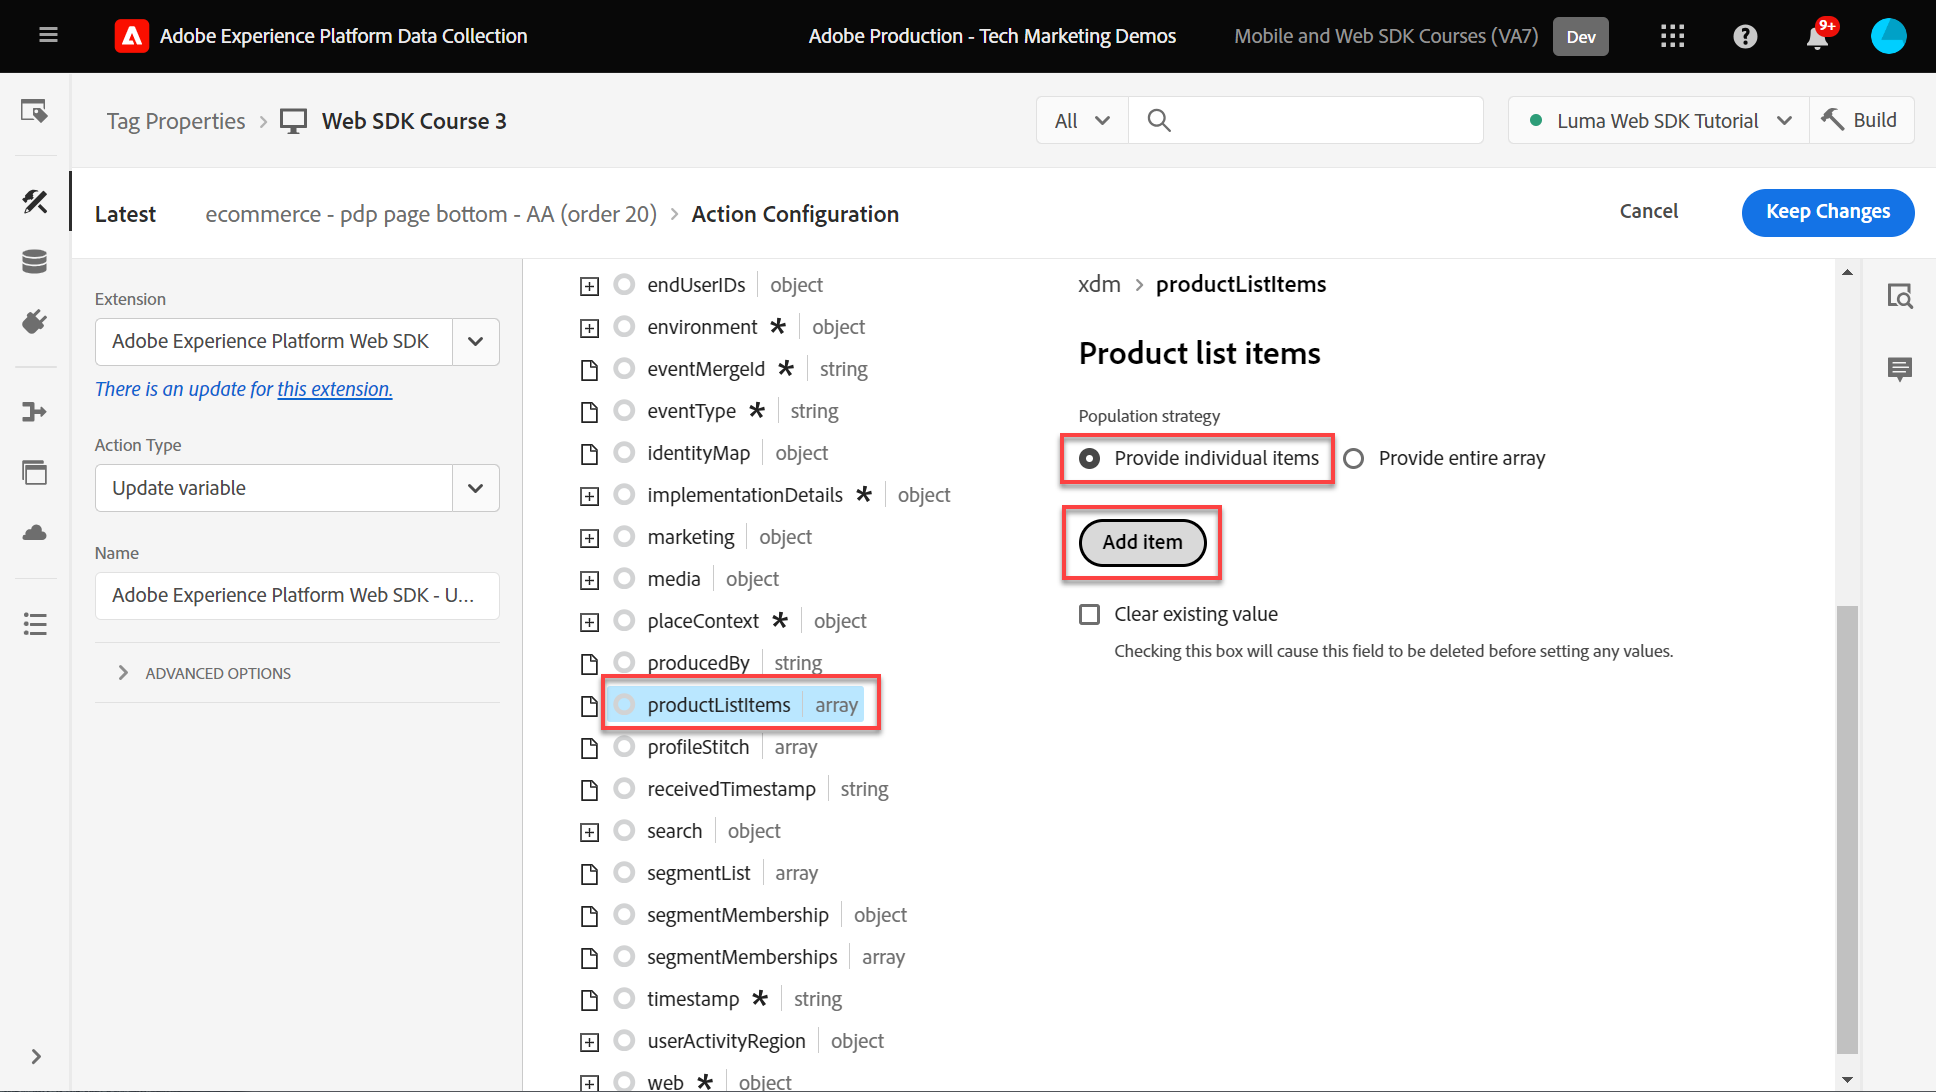 Adobe Experience Platform Data Collection
Adobe Production - Tech Marketing Demos
Mobile and Web SDK Courses (VA7)
Dev
9+
Tag Properties > Web SDK Course 3
All
Luma Web SDK Tutorial
Build
Latest
ecommerce - pdp page bottom - AA (order 20) > Action Configuration
Cancel
Keep Changes
Extension
Adobe Experience Platform Web SDK
There is an update for this extension.
Action Type
Update variable
Name
Adobe Experience Platform Web SDK - U...
ADVANCED OPTIONS
endUserIDs object
environment * object
eventMergeId * string
eventType * string
identityMap object
implementationDetails * object
marketing object
media object
placeContext * object
producedBy string
productListItems array
profileStitch array
receivedTimestamp string
search object
segmentList array
segmentMembership object
segmentMemberships array
timestamp * string
userActivityRegion object
web * object
xdm > productListItems
Product list items
Population strategy
Provide individual items
Provide entire array
Add item
Clear existing value
Checking this box will cause this field to be deleted before setting any values.